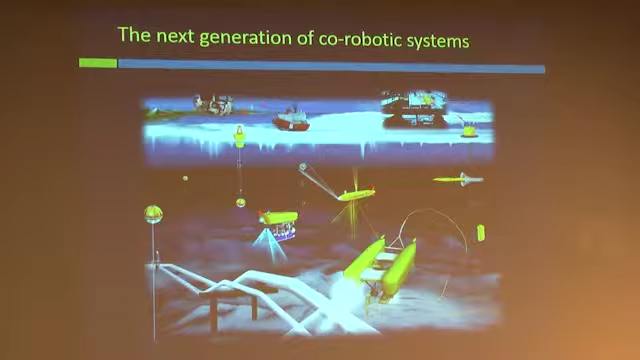 The next generation of co-robotic systems